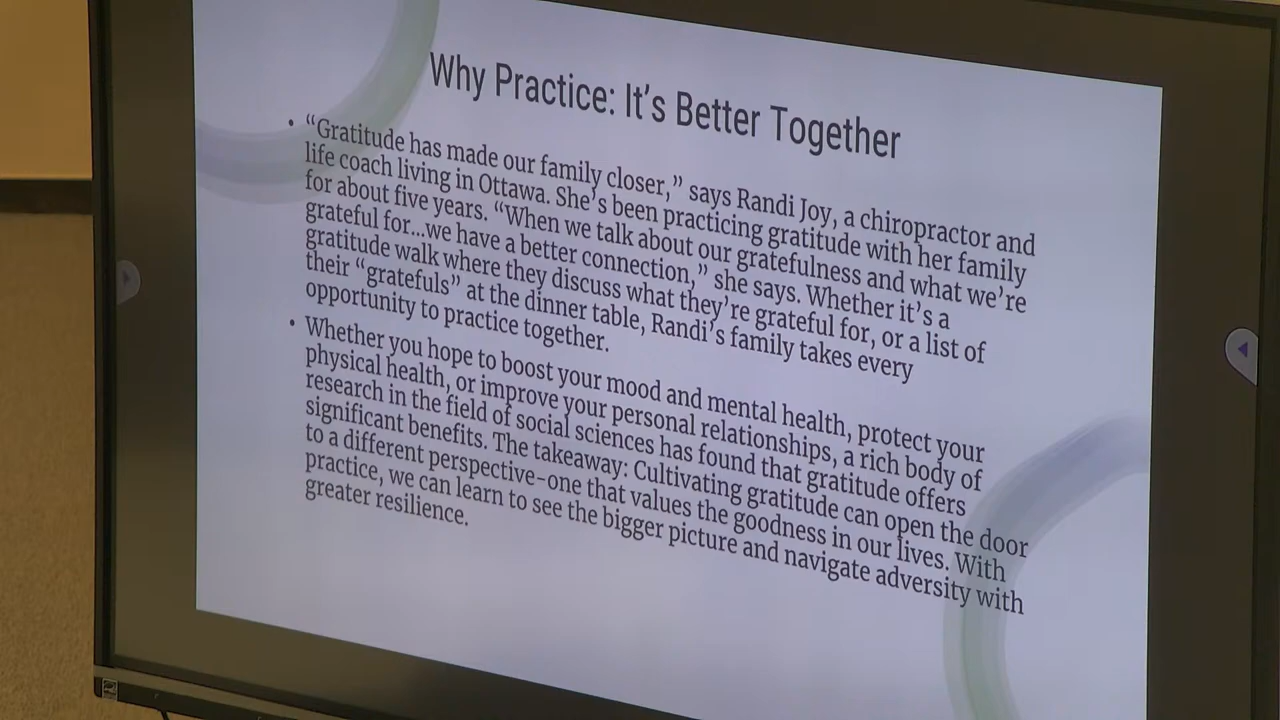 Why Practice: It's Better Together
• “Gratitude has made our family closer,” says Randi Joy, a chiropractor and
life coach living in Ottawa. She's been practicing gratitude with her family
for about five years. “When we talk about our gratefulness and what we're
grateful for...we have a better connection,” she says. Whether it's a
gratitude walk where they discuss what they're grateful for, or a list of
their “gratefuls” at the dinner table, Randi's family takes every
opportunity to practice together.
• Whether you hope to boost your mood and mental health, protect your
physical health, or improve your personal relationships, a rich body of
research in the field of social sciences has found that gratitude offers
significant benefits. The takeaway: Cultivating gratitude can open the door
to a different perspective–one that values the goodness in our lives. With
practice, we can learn to see the bigger picture and navigate adversity with
greater resilience.